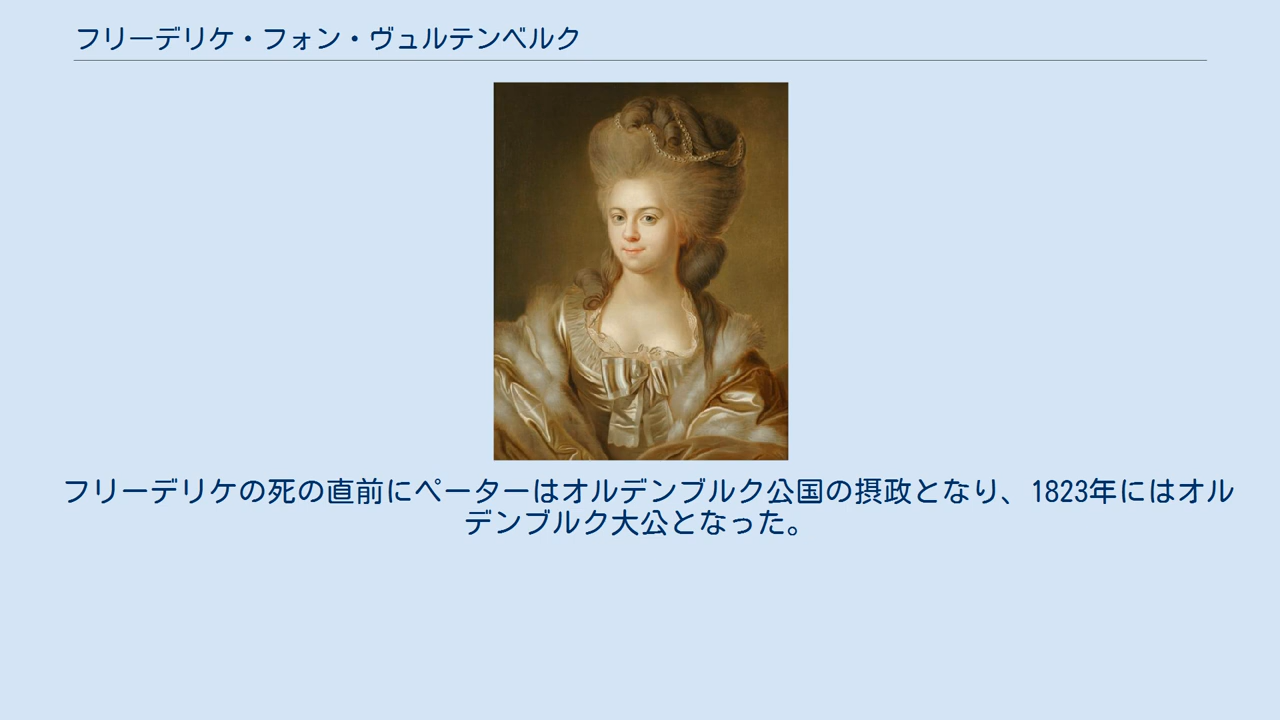 フリーデリケ・フォン・ヴュルテンベルク
フリーデリケの死の直前にペーターはオルデンブルク公国の摂政となり、1823年にはオル
デンブルク大公となった。